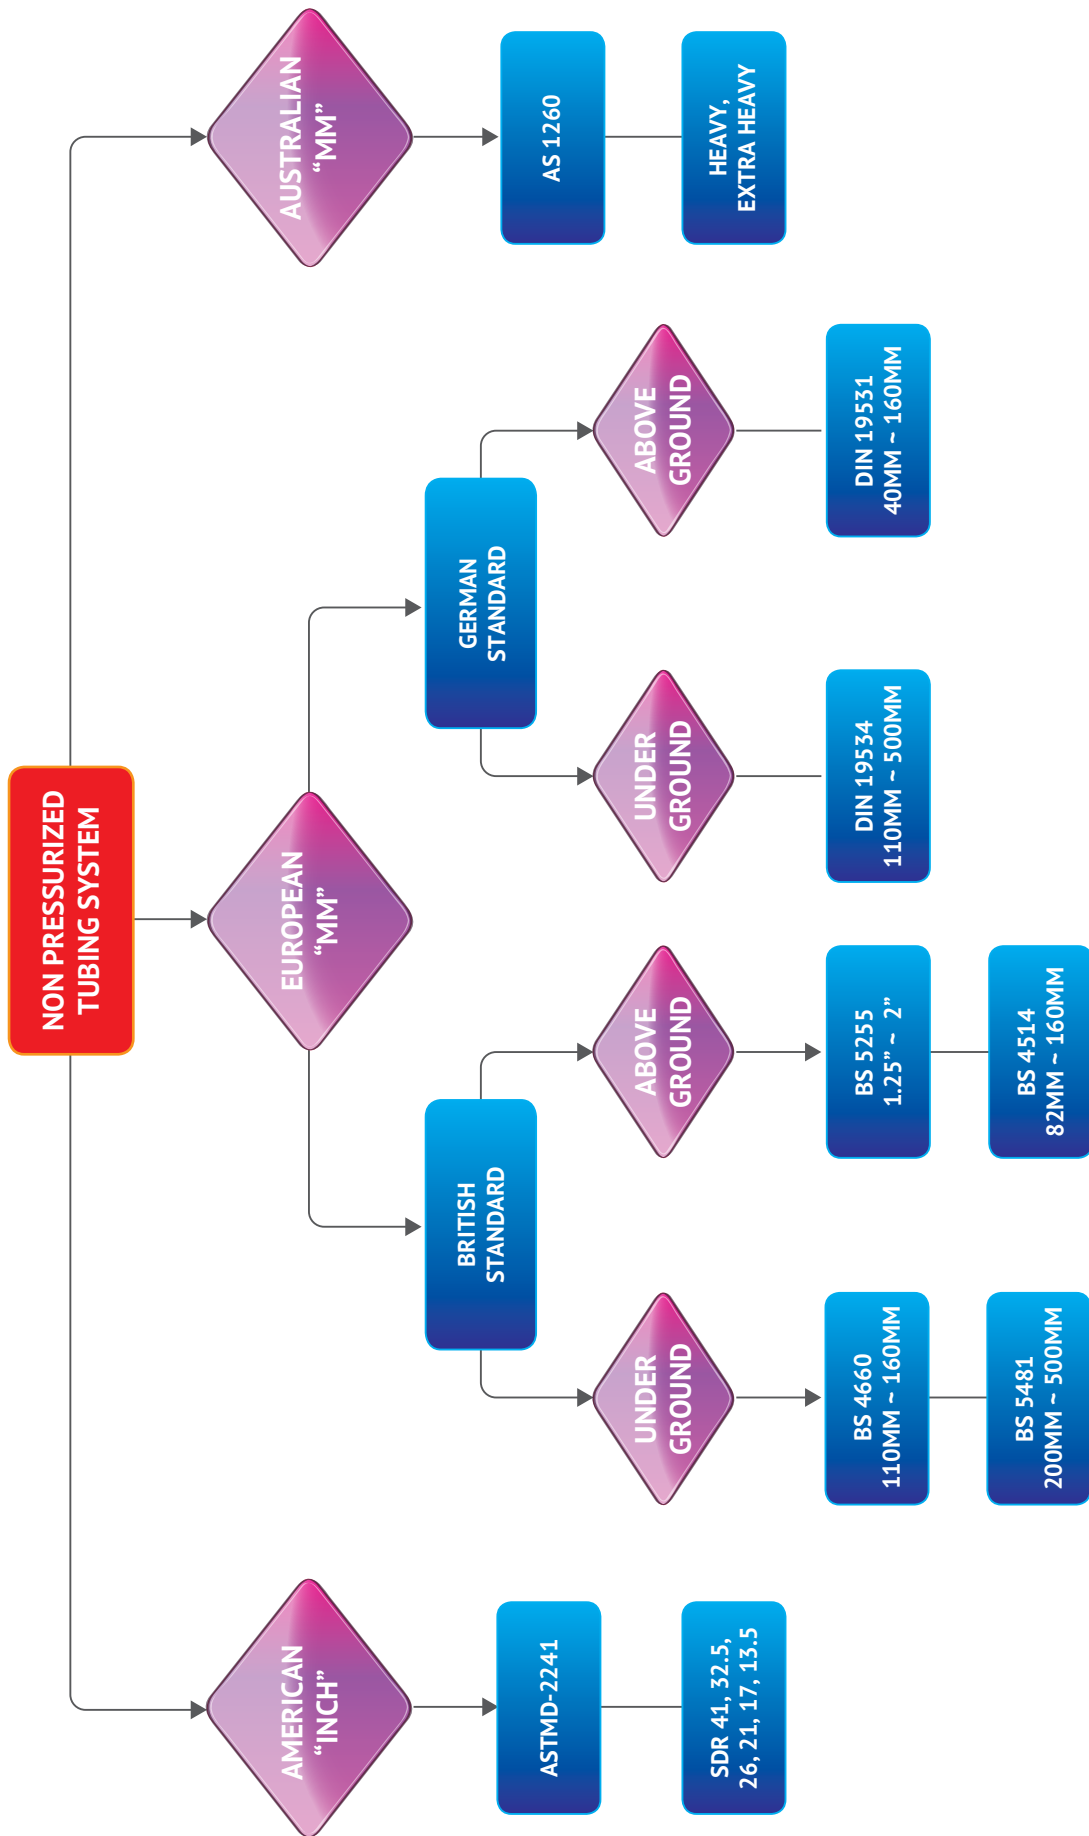 NON PRESSURIZED
TUBING SYSTEM
AMERICAN
“INCH”
ASTMD-2241
SDR 41, 32.5,
26, 21, 17, 13.5
EUROPEAN
“MM”
BRITISH
STANDARD
UNDER
GROUND
BS 4660
110MM ~ 160MM
BS 5481
200MM ~ 500MM
ABOVE
GROUND
BS 5255
1.25” ~ 2”
BS 4514
82MM ~ 160MM
GERMAN
STANDARD
UNDER
GROUND
DIN 19534
110MM ~ 500MM
ABOVE
GROUND
DIN 19531
40MM ~ 160MM
AUSTRALIAN
“MM”
AS 1260
HEAVY,
EXTRA HEAVY